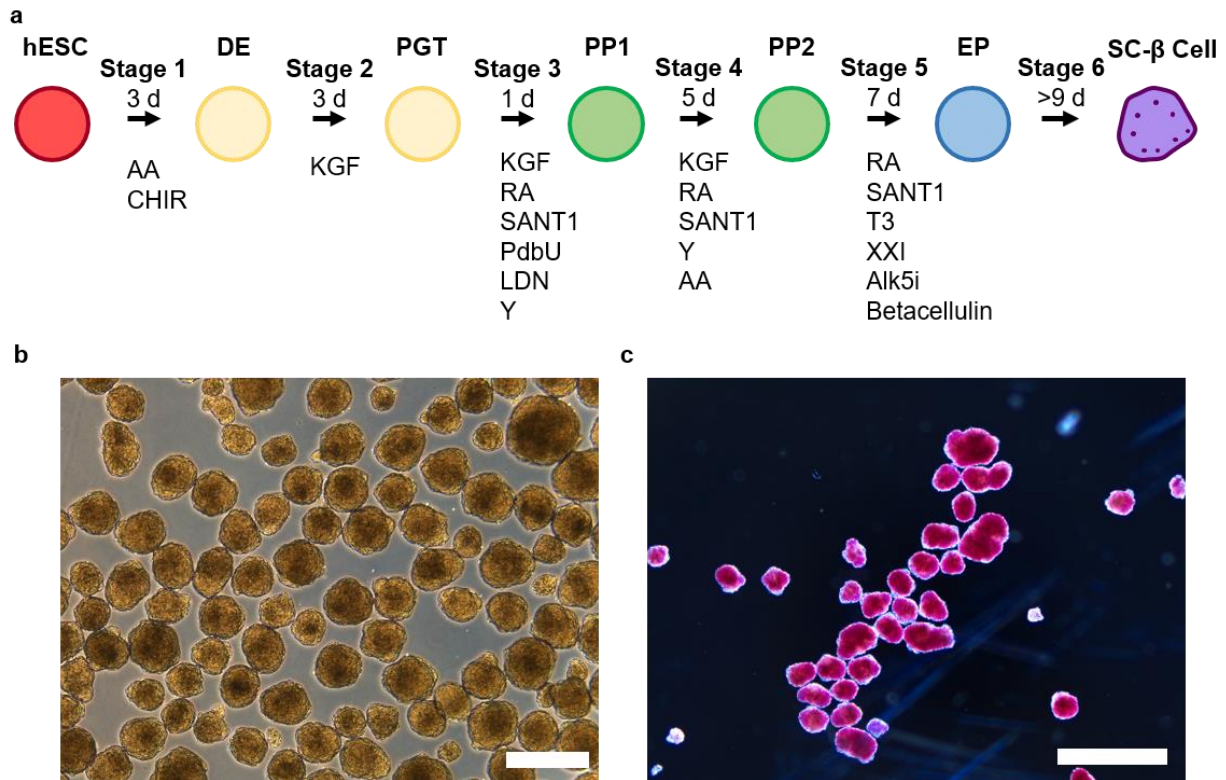 a
hESC DE PGT PP1 PP2 EP SC-β Cell
Stage 1 Stage 2 Stage 3 Stage 4 Stage 5 Stage 6
3 d 3 d 1 d 5 d 7 d >9 d
AA
CHIR
KGF
KGF
RA
SANT1
PdbU
LDN
Y
KGF
RA
SANT1
Y
AA
RA
SANT1
T3
XXI
Alk5i
Betacellulin
b
c